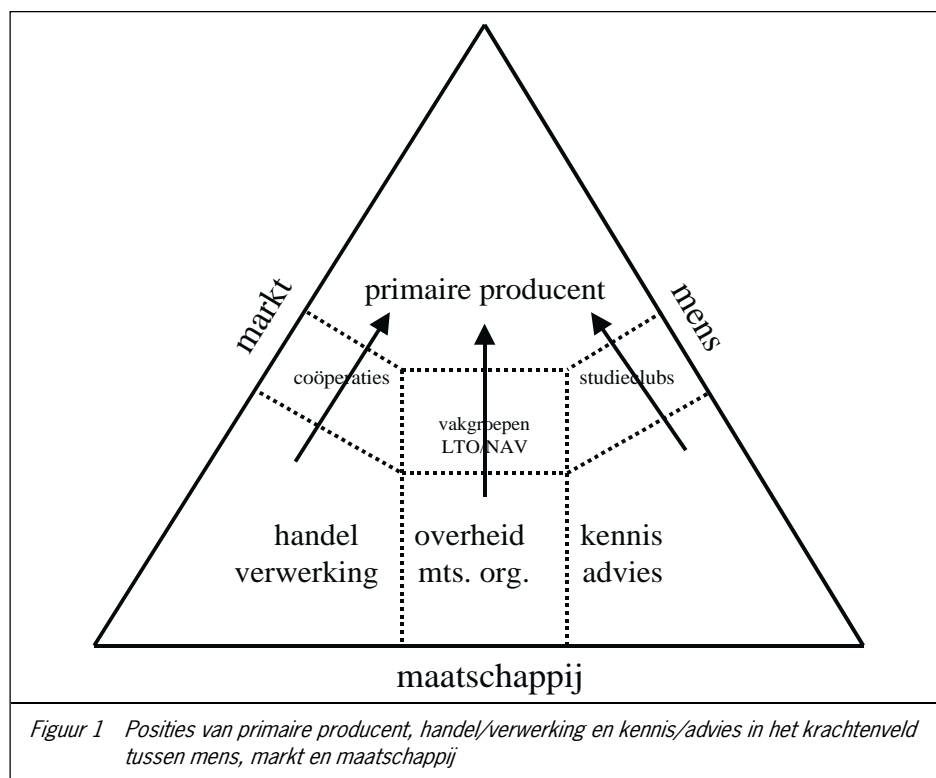 markt
mens
primaire producent
coöperaties
studieclubs
vakgroepen
LTO/NAV
handel
verwerking
overheid
mts. org.
kennis
advies
maatschappij
Figuur 1 Posities van primaire producent, handel/verwerking en kennis/advies in het krachtenveld
tussen mens, markt en maatschappij